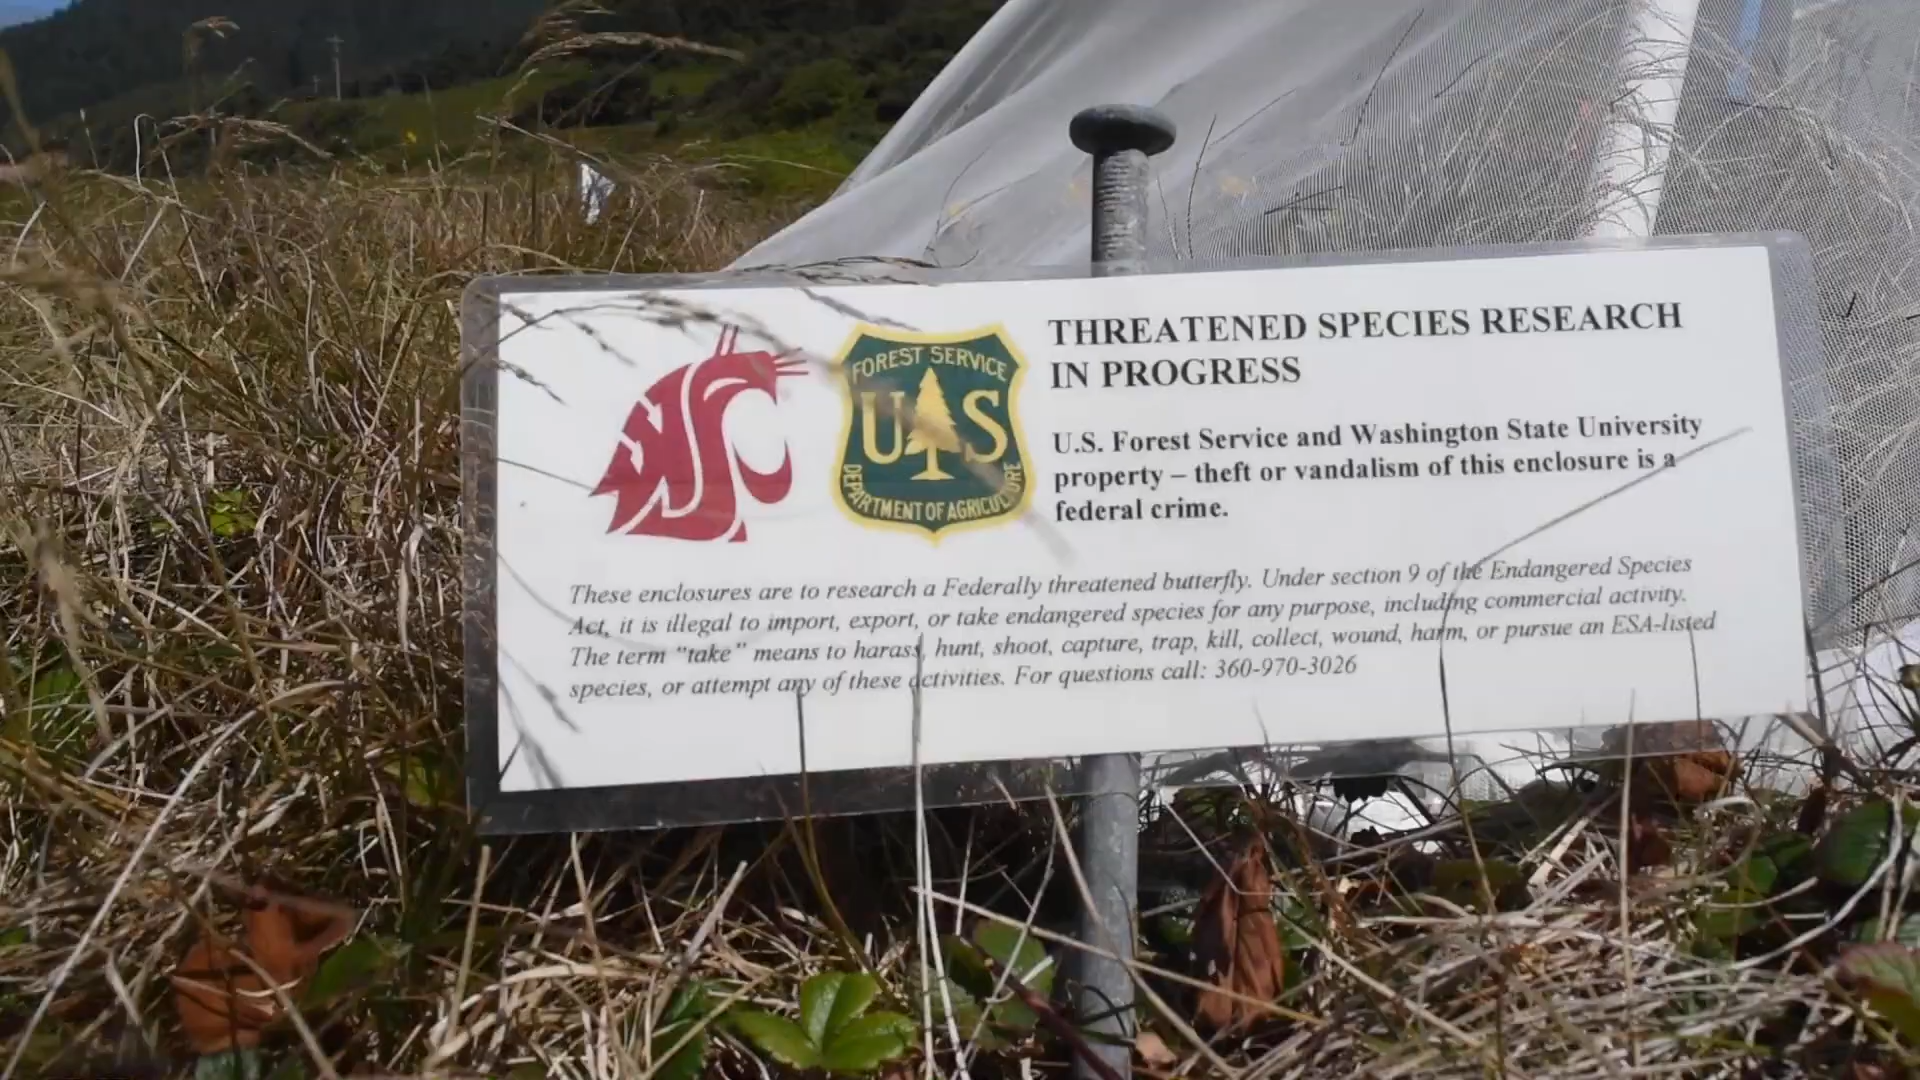 THREATENED SPECIES RESEARCH
IN PROGRESS
FOREST SERVICE
US
DEPARTMENT OF AGRICULTURE
U.S. Forest Service and Washington State University
property – theft or vandalism of this enclosure is a
federal crime.
These enclosures are to research a Federally threatened butterfly. Under section 9 of the Endangered Species
Act, it is illegal to import, export, or take endangered species for any purpose, including commercial activity.
The term "take" means to harass, hunt, shoot, capture, trap, kill, collect, wound, harm, or pursue an ESA-listed
species, or attempt any of these activities. For questions call: 360-970-3026